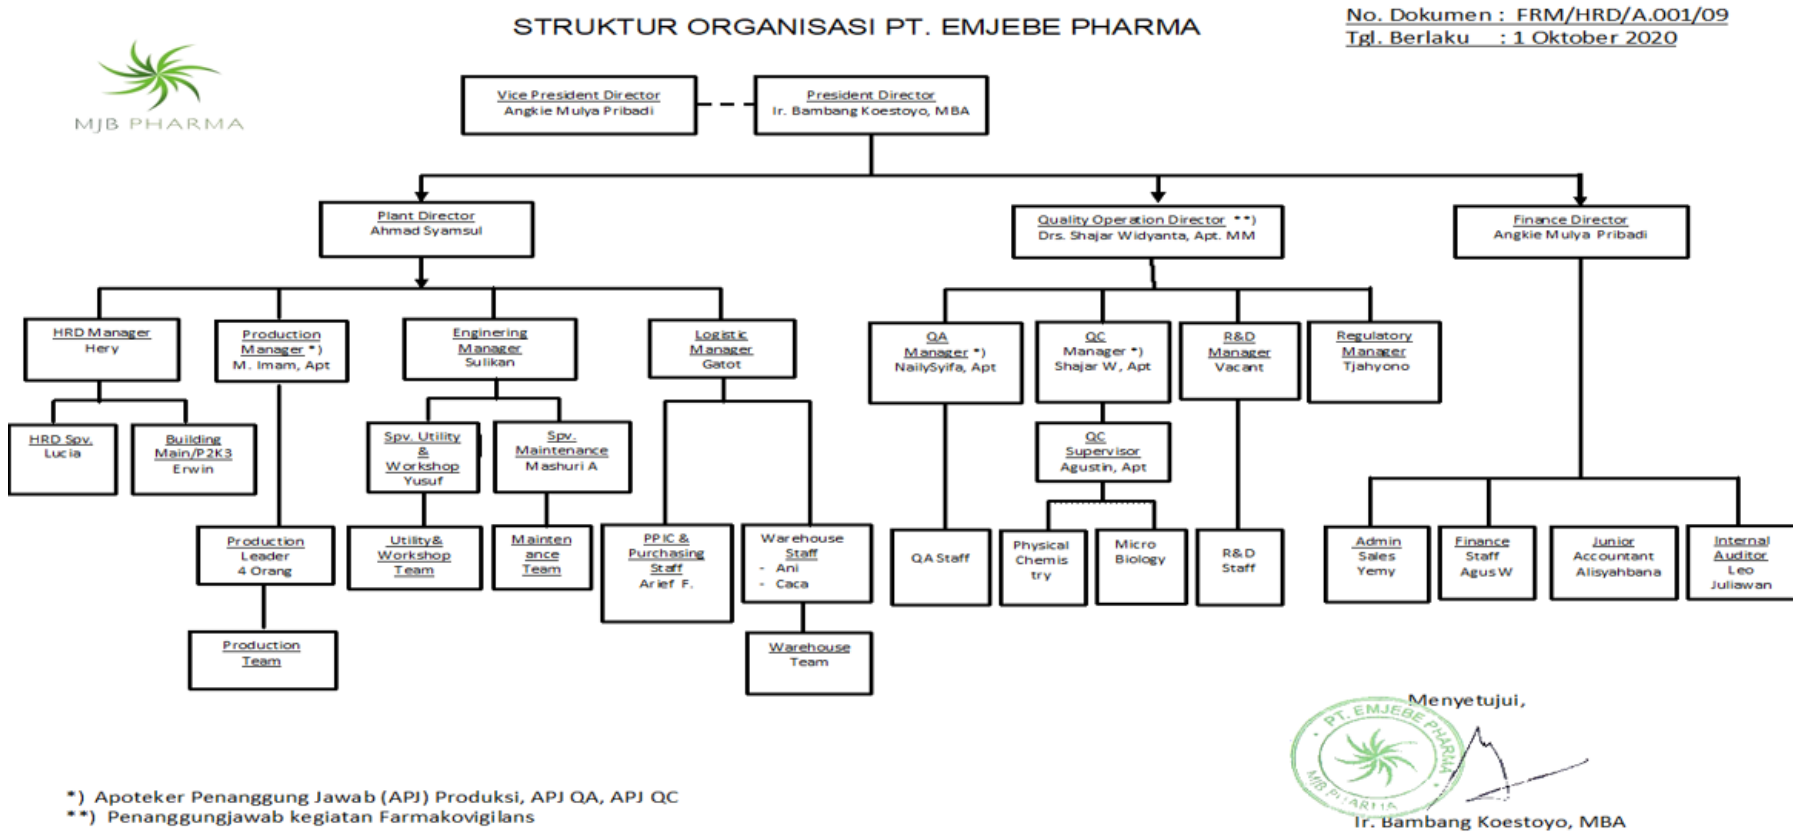 STRUKTUR ORGANISASI PT. EMJEBE PHARMA
No. Dokumen : FRM/HRD/A.001/09
Tgl. Berlaku : 1 Oktober 2020
MJB PHARMA
Vice President Director
Angkie Mulya Pribadi
President Director
Ir. Bambang Koestoyo, MBA
Plant Director
Ahmad Syamsul
Quality Operation Director **)
Drs. Shajar Widyanta, Apt. MM
Finance Director
Angkie Mulya Pribadi
HRD Manager
Hery
Production
Manager *)
M. Imam, Apt
Enginering
Manager
Sulikan
Logistic
Manager
Gatot
QA
Manager *)
NailySyifa, Apt
QC
Manager *)
Shajar W, Apt
R&D
Manager
Vacant
Regulatory
Manager
Tjahyono
HRD Spv.
Lucia
Building
Main/P2K3
Erwin
Spv. Utility
&
Workshop
Yusuf
Spv.
Maintenance
Mashuri A
QC
Supervisor
Agustin, Apt
Production
Leader
4 Orang
Utility&
Workshop
Team
Mainten
ance
Team
PPIC &
Purchasing
Staff
Arief F.
Warehouse
Staff
- Ani
- Caca
QA Staff
Physical
Chemis
try
Micro
Biology
R&D
Staff
Admin
Sales
Yemy
Finance
Staff
Agus W
Junior
Accountant
Alisyahbana
Internal
Auditor
Leo
Juliawan
Production
Team
Warehouse
Team
Menyetujui,
PT. EMJEBE PHARMA
MJB PHARMA
Ir. Bambang Koestoyo, MBA
*) Apoteker Penanggung Jawab (APJ) Produksi, APJ QA, APJ QC
**) Penanggungjawab kegiatan Farmakovigilans